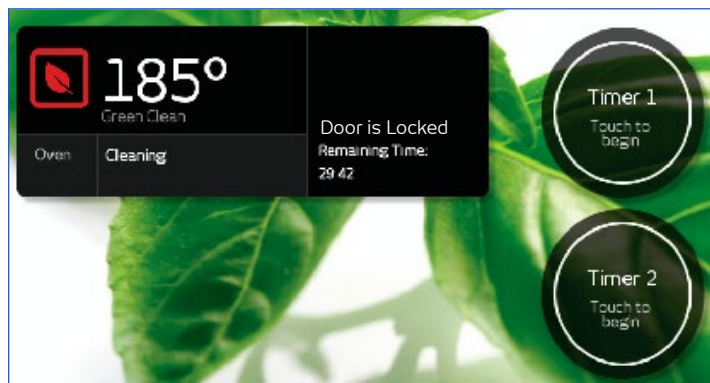 185°
Green Clean
Oven
Cleaning
Door is Locked
Remaining Time:
29 42
Timer 1
Touch to
begin
Timer 2
Touch to
begin